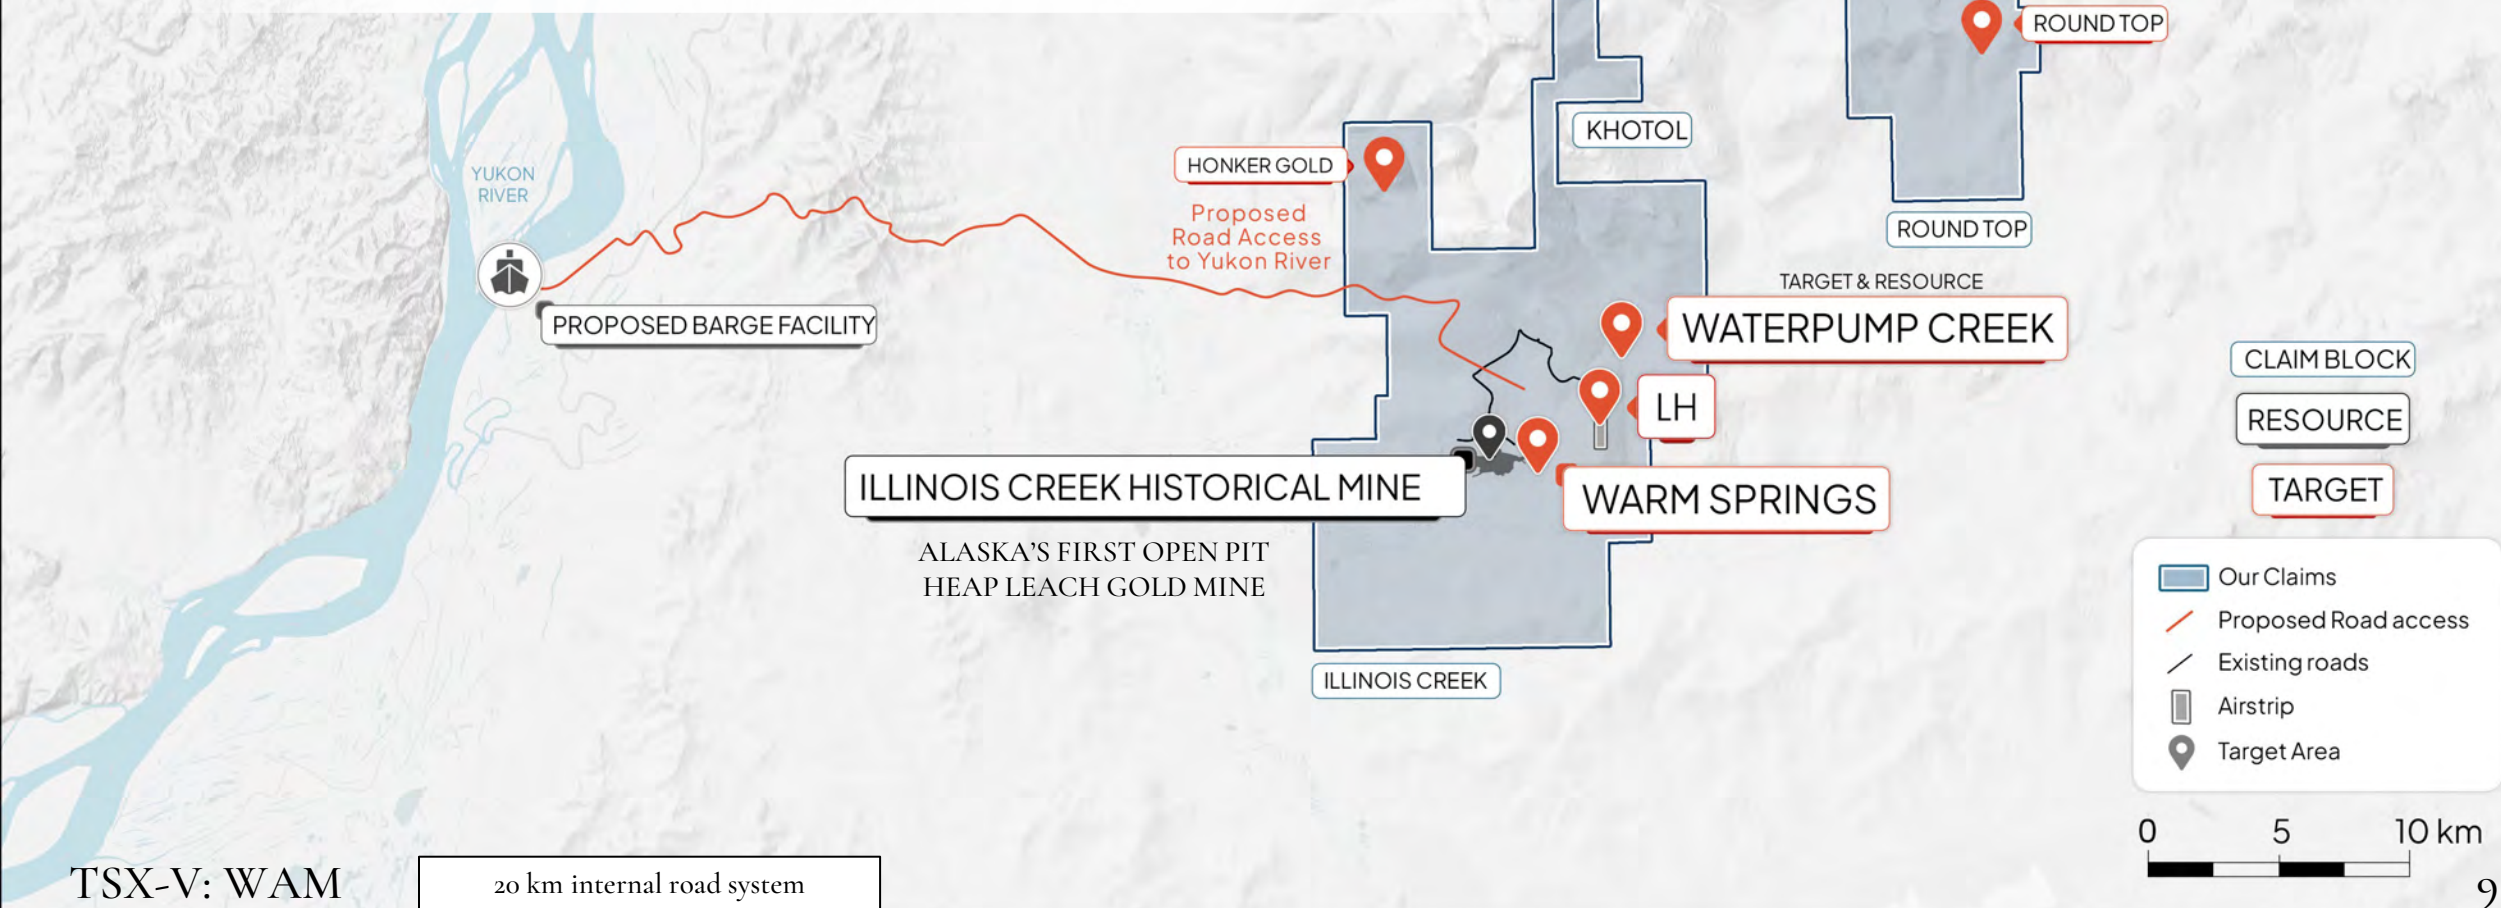 ROUND TOP
KHOTOL
HONKER GOLD
YUKON
RIVER
Proposed
Road Access
to Yukon River
ROUND TOP
TARGET & RESOURCE
WATERPUMP CREEK
PROPOSED BARGE FACILITY
LH
ILLINOIS CREEK HISTORICAL MINE
WARM SPRINGS
ALASKA'S FIRST OPEN PIT
HEAP LEACH GOLD MINE
ILLINOIS CREEK
CLAIM BLOCK
RESOURCE
TARGET
Our Claims
Proposed Road access
Existing roads
Airstrip
Target Area
0 5 10 km
TSX-V: WAM
20 km internal road system
9